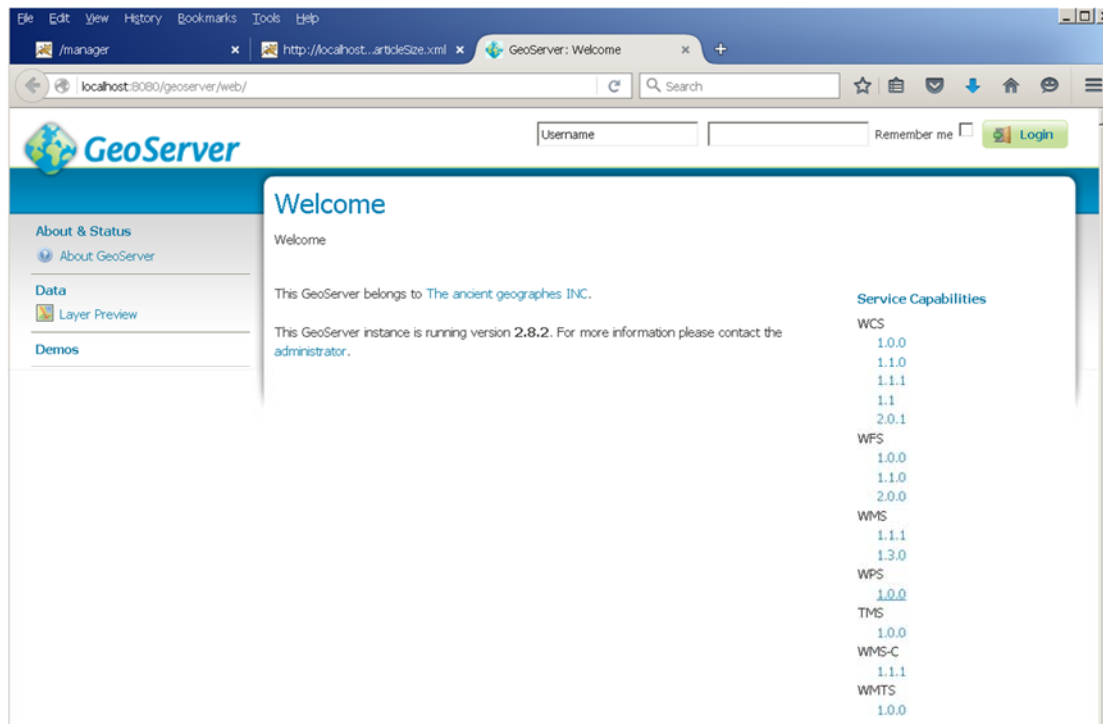 File Edit View History Bookmarks Tools Help
/manager
http://localhost...articleSize.xml
GeoServer: Welcome
localhost:8080/geoserver/web/
Search
GeoServer
Username
Remember me
Login
Welcome
About & Status
About GeoServer
Data
Layer Preview
Demos
Welcome
This GeoServer belongs to The ancient geographes INC.
This GeoServer instance is running version 2.8.2. For more information please contact the
administrator.
Service Capabilities
WCS
1.0.0
1.1.0
1.1.1
1.1
2.0.1
WFS
1.0.0
1.1.0
2.0.0
WMS
1.1.1
1.3.0
WPS
1.0.0
TMS
1.0.0
WMS-C
1.1.1
WMTS
1.0.0